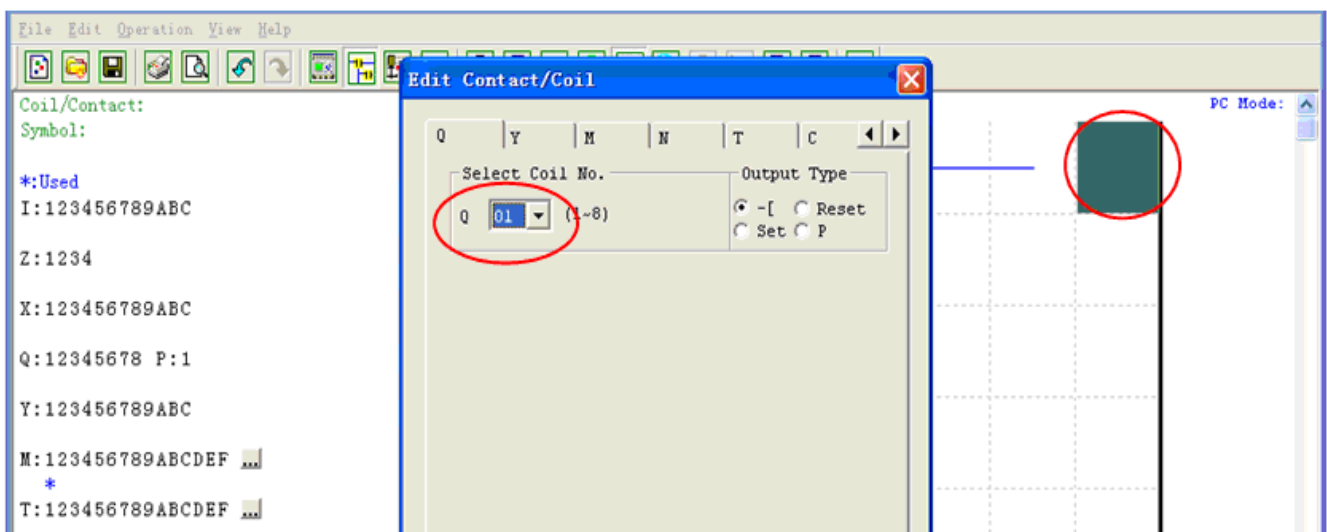 File Edit Operation View Help
Edit Contact/Coil
Coil/Contact:
PC Mode:
Symbol:
Q Y M N T C
*:Used
Select Coil No.
Output Type
I:123456789ABC
Q 01 (1~8)
-[ Reset
Set P
Z:1234
X:123456789ABC
Q:12345678 P:1
Y:123456789ABC
M:123456789ABCDEF ...
*
T:123456789ABCDEF ...